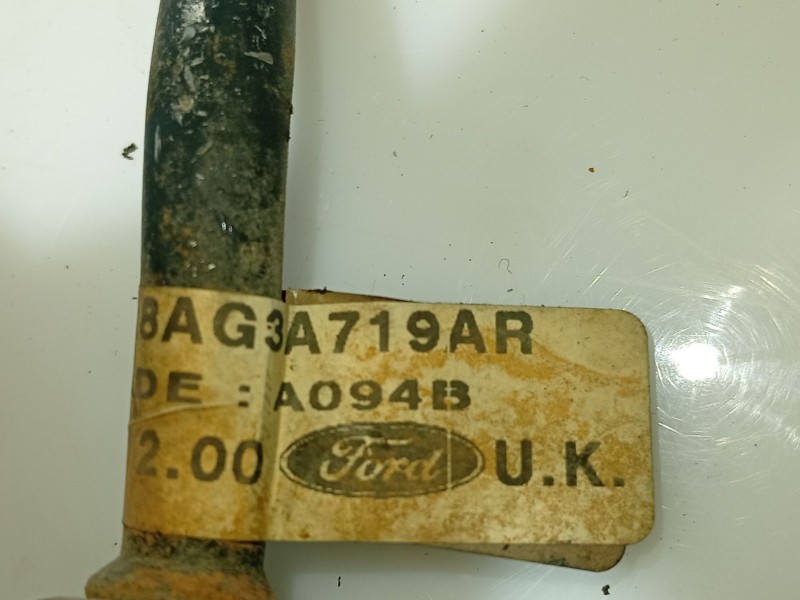 8AG3A719AR
DE : A094B
2.00 Ford U.K.